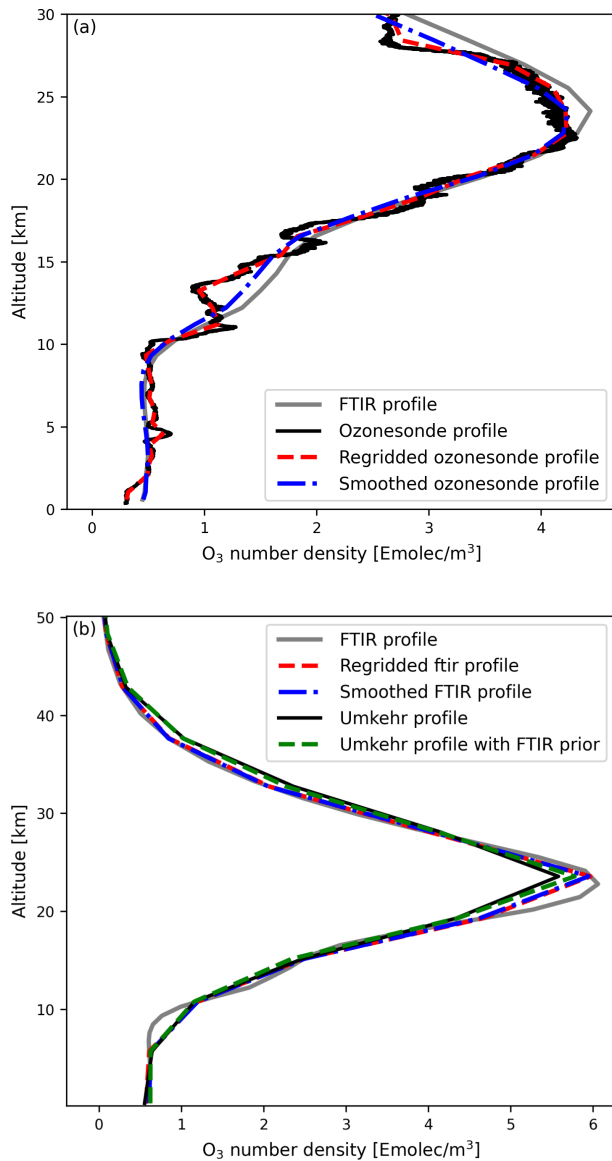 (a)
30
25
20
15
10
5
0
Altitude [km]
FTIR profile
Ozonesonde profile
Regridded ozonesonde profile
Smoothed ozonesonde profile
0 1 2 3 4
O₃ number density [Emolec/m³]
(b)
50
40
30
20
10
Altitude [km]
FTIR profile
Regridded ftir profile
Smoothed FTIR profile
Umkehr profile
Umkehr profile with FTIR prior
0 1 2 3 4 5 6
O₃ number density [Emolec/m³]